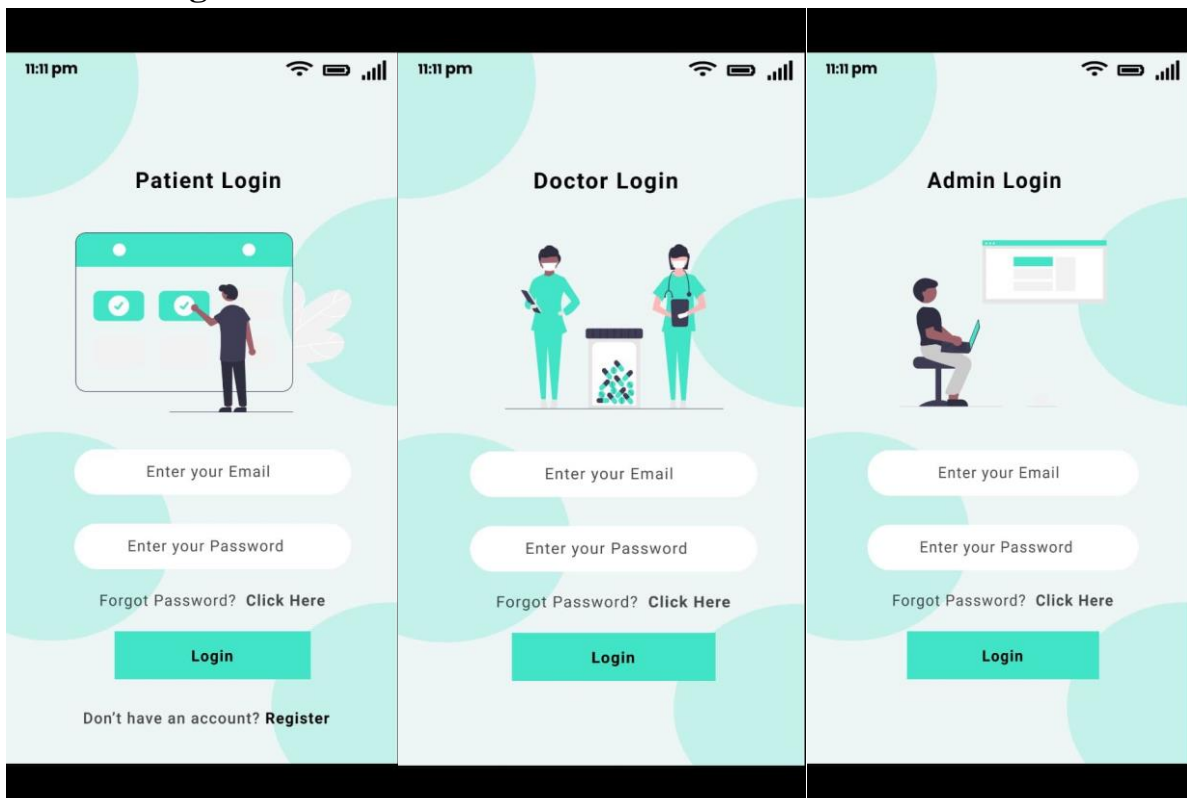 11:11 pm
Patient Login
Enter your Email
Enter your Password
Forgot Password? Click Here
Login
Don't have an account? Register
11:11 pm
Doctor Login
Enter your Email
Enter your Password
Forgot Password? Click Here
Login
11:11 pm
Admin Login
Enter your Email
Enter your Password
Forgot Password? Click Here
Login